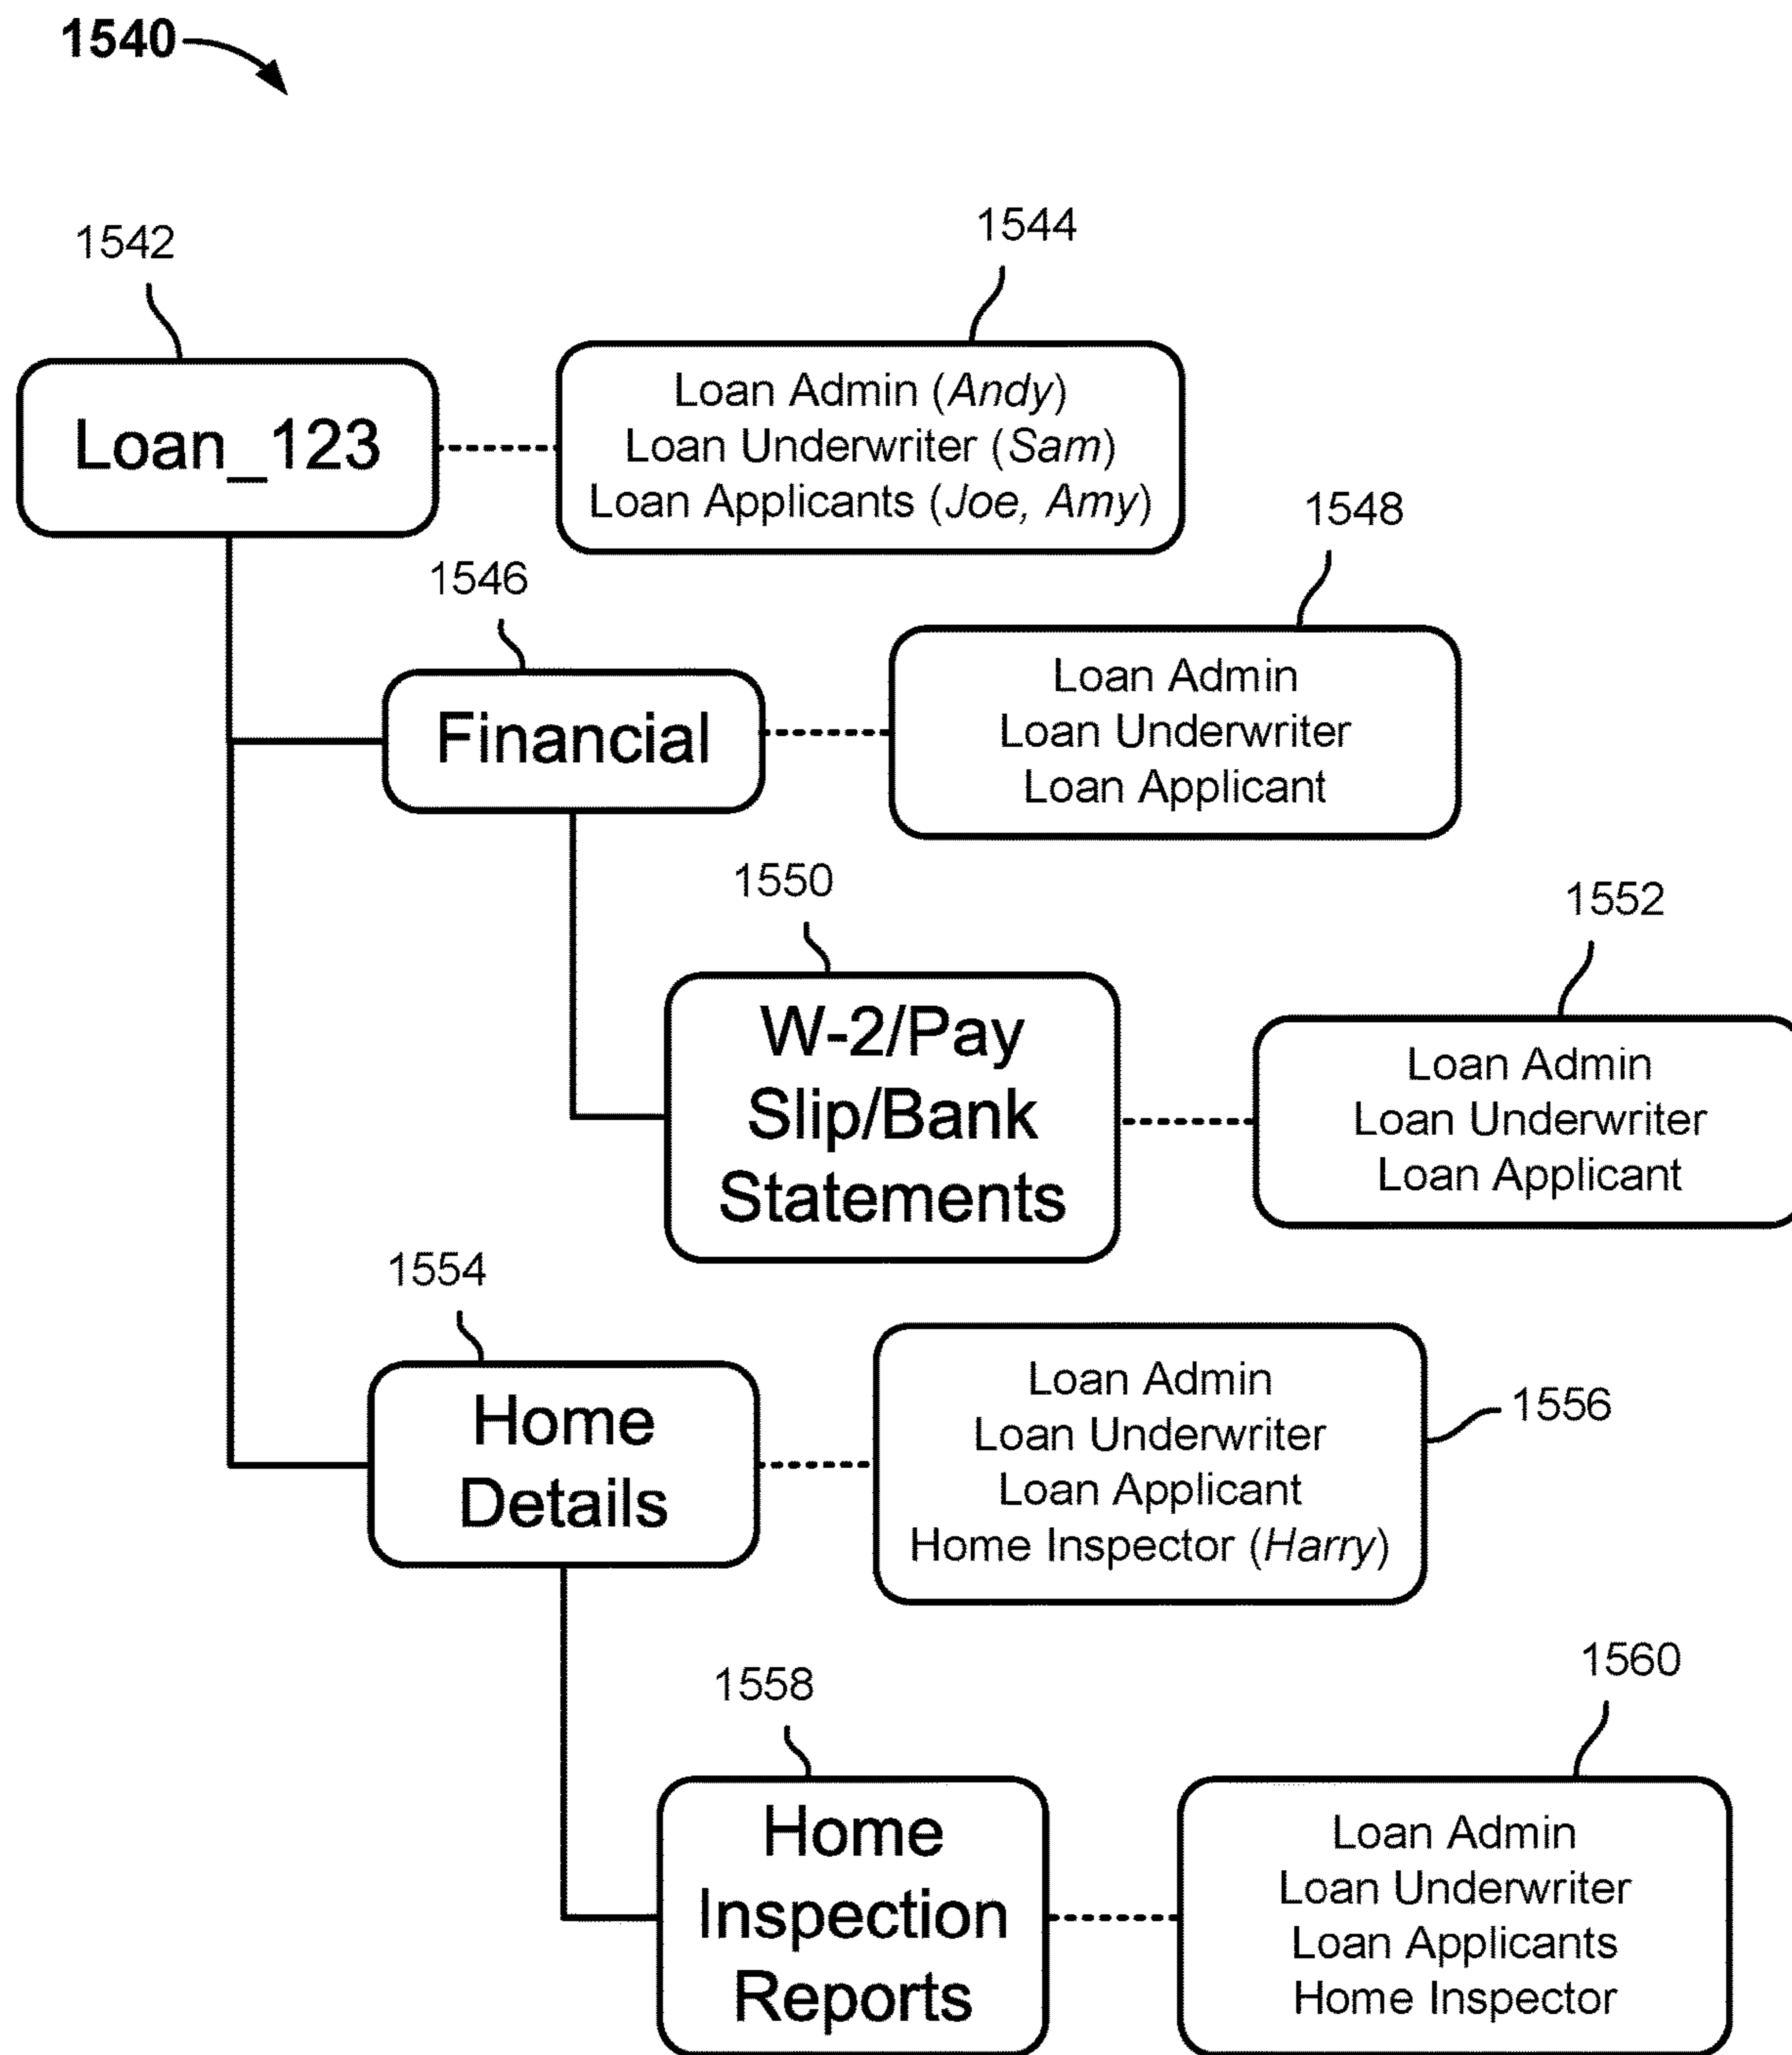 1540
1542
1544
Loan_123
Loan Admin (Andy)
Loan Underwriter (Sam)
Loan Applicants (Joe, Amy)
1546
1548
Financial
Loan Admin
Loan Underwriter
Loan Applicant
1550
1552
W-2/Pay
Slip/Bank
Statements
Loan Admin
Loan Underwriter
Loan Applicant
1554
Home
Details
Loan Admin
Loan Underwriter
Loan Applicant
Home Inspector (Harry)
1556
1558
1560
Home
Inspection
Reports
Loan Admin
Loan Underwriter
Loan Applicants
Home Inspector